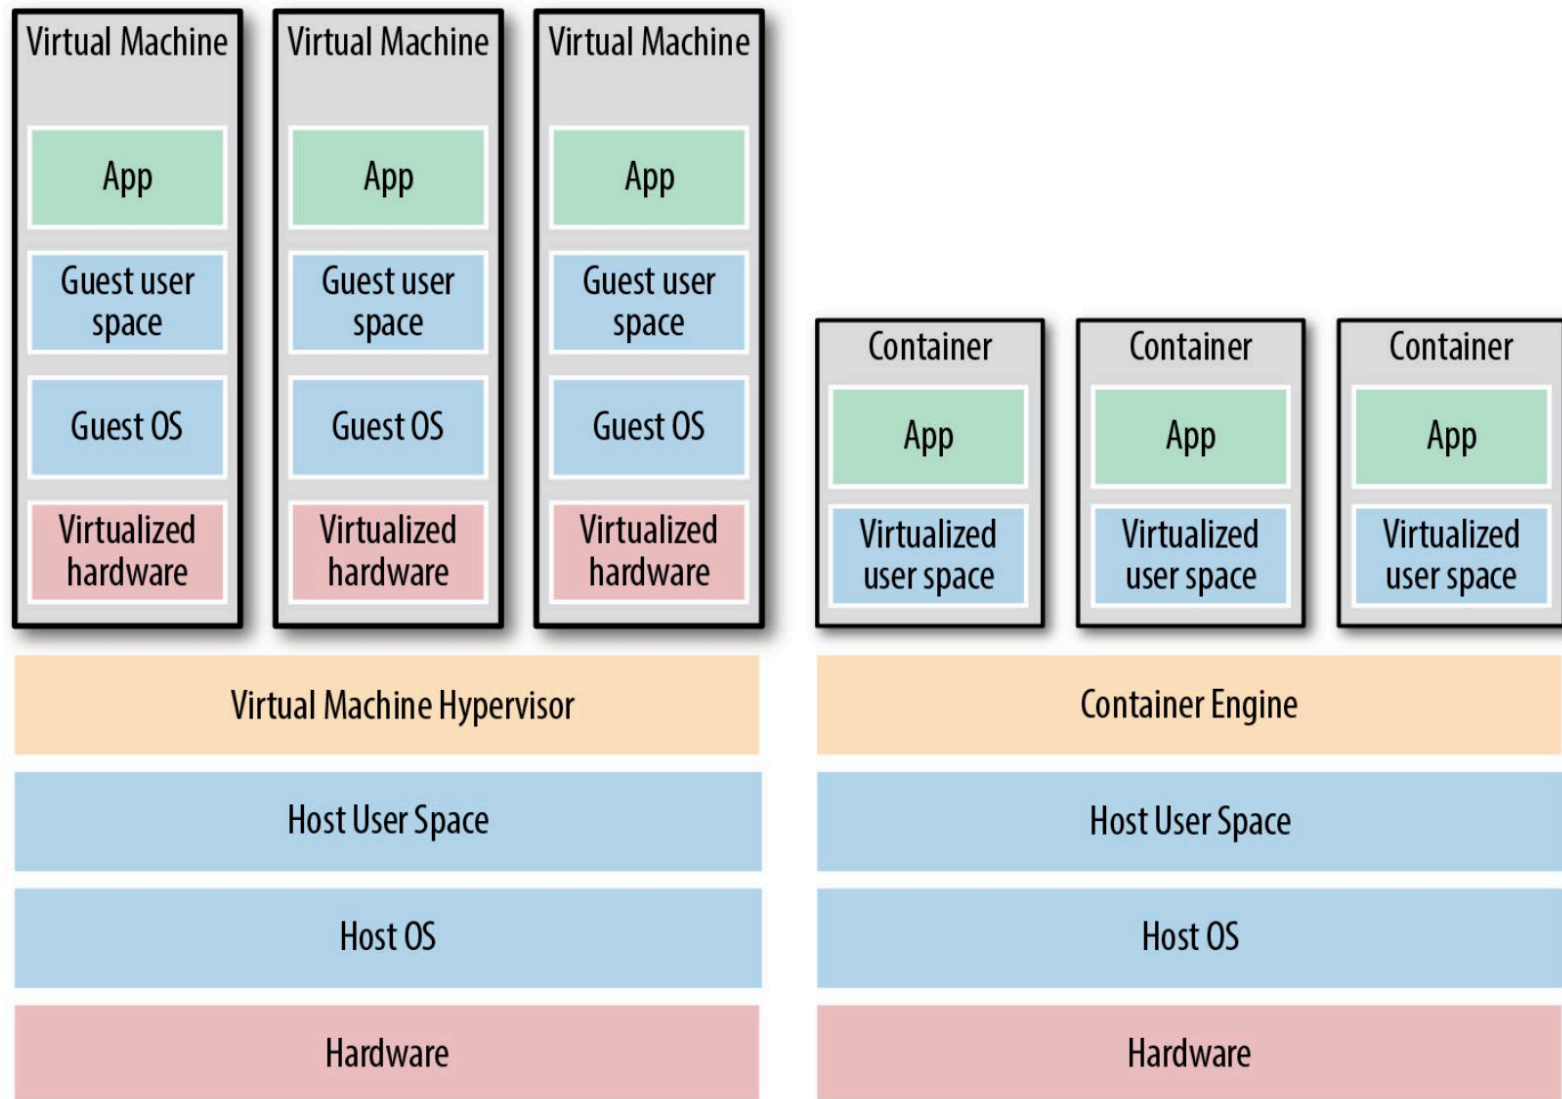 Virtual Machine
App
Guest user
space
Guest OS
Virtualized
hardware
Virtual Machine
App
Guest user
space
Guest OS
Virtualized
hardware
Virtual Machine
App
Guest user
space
Guest OS
Virtualized
hardware
Virtual Machine Hypervisor
Host User Space
Host OS
Hardware
Container
App
Virtualized
user space
Container
App
Virtualized
user space
Container
App
Virtualized
user space
Container Engine
Host User Space
Host OS
Hardware